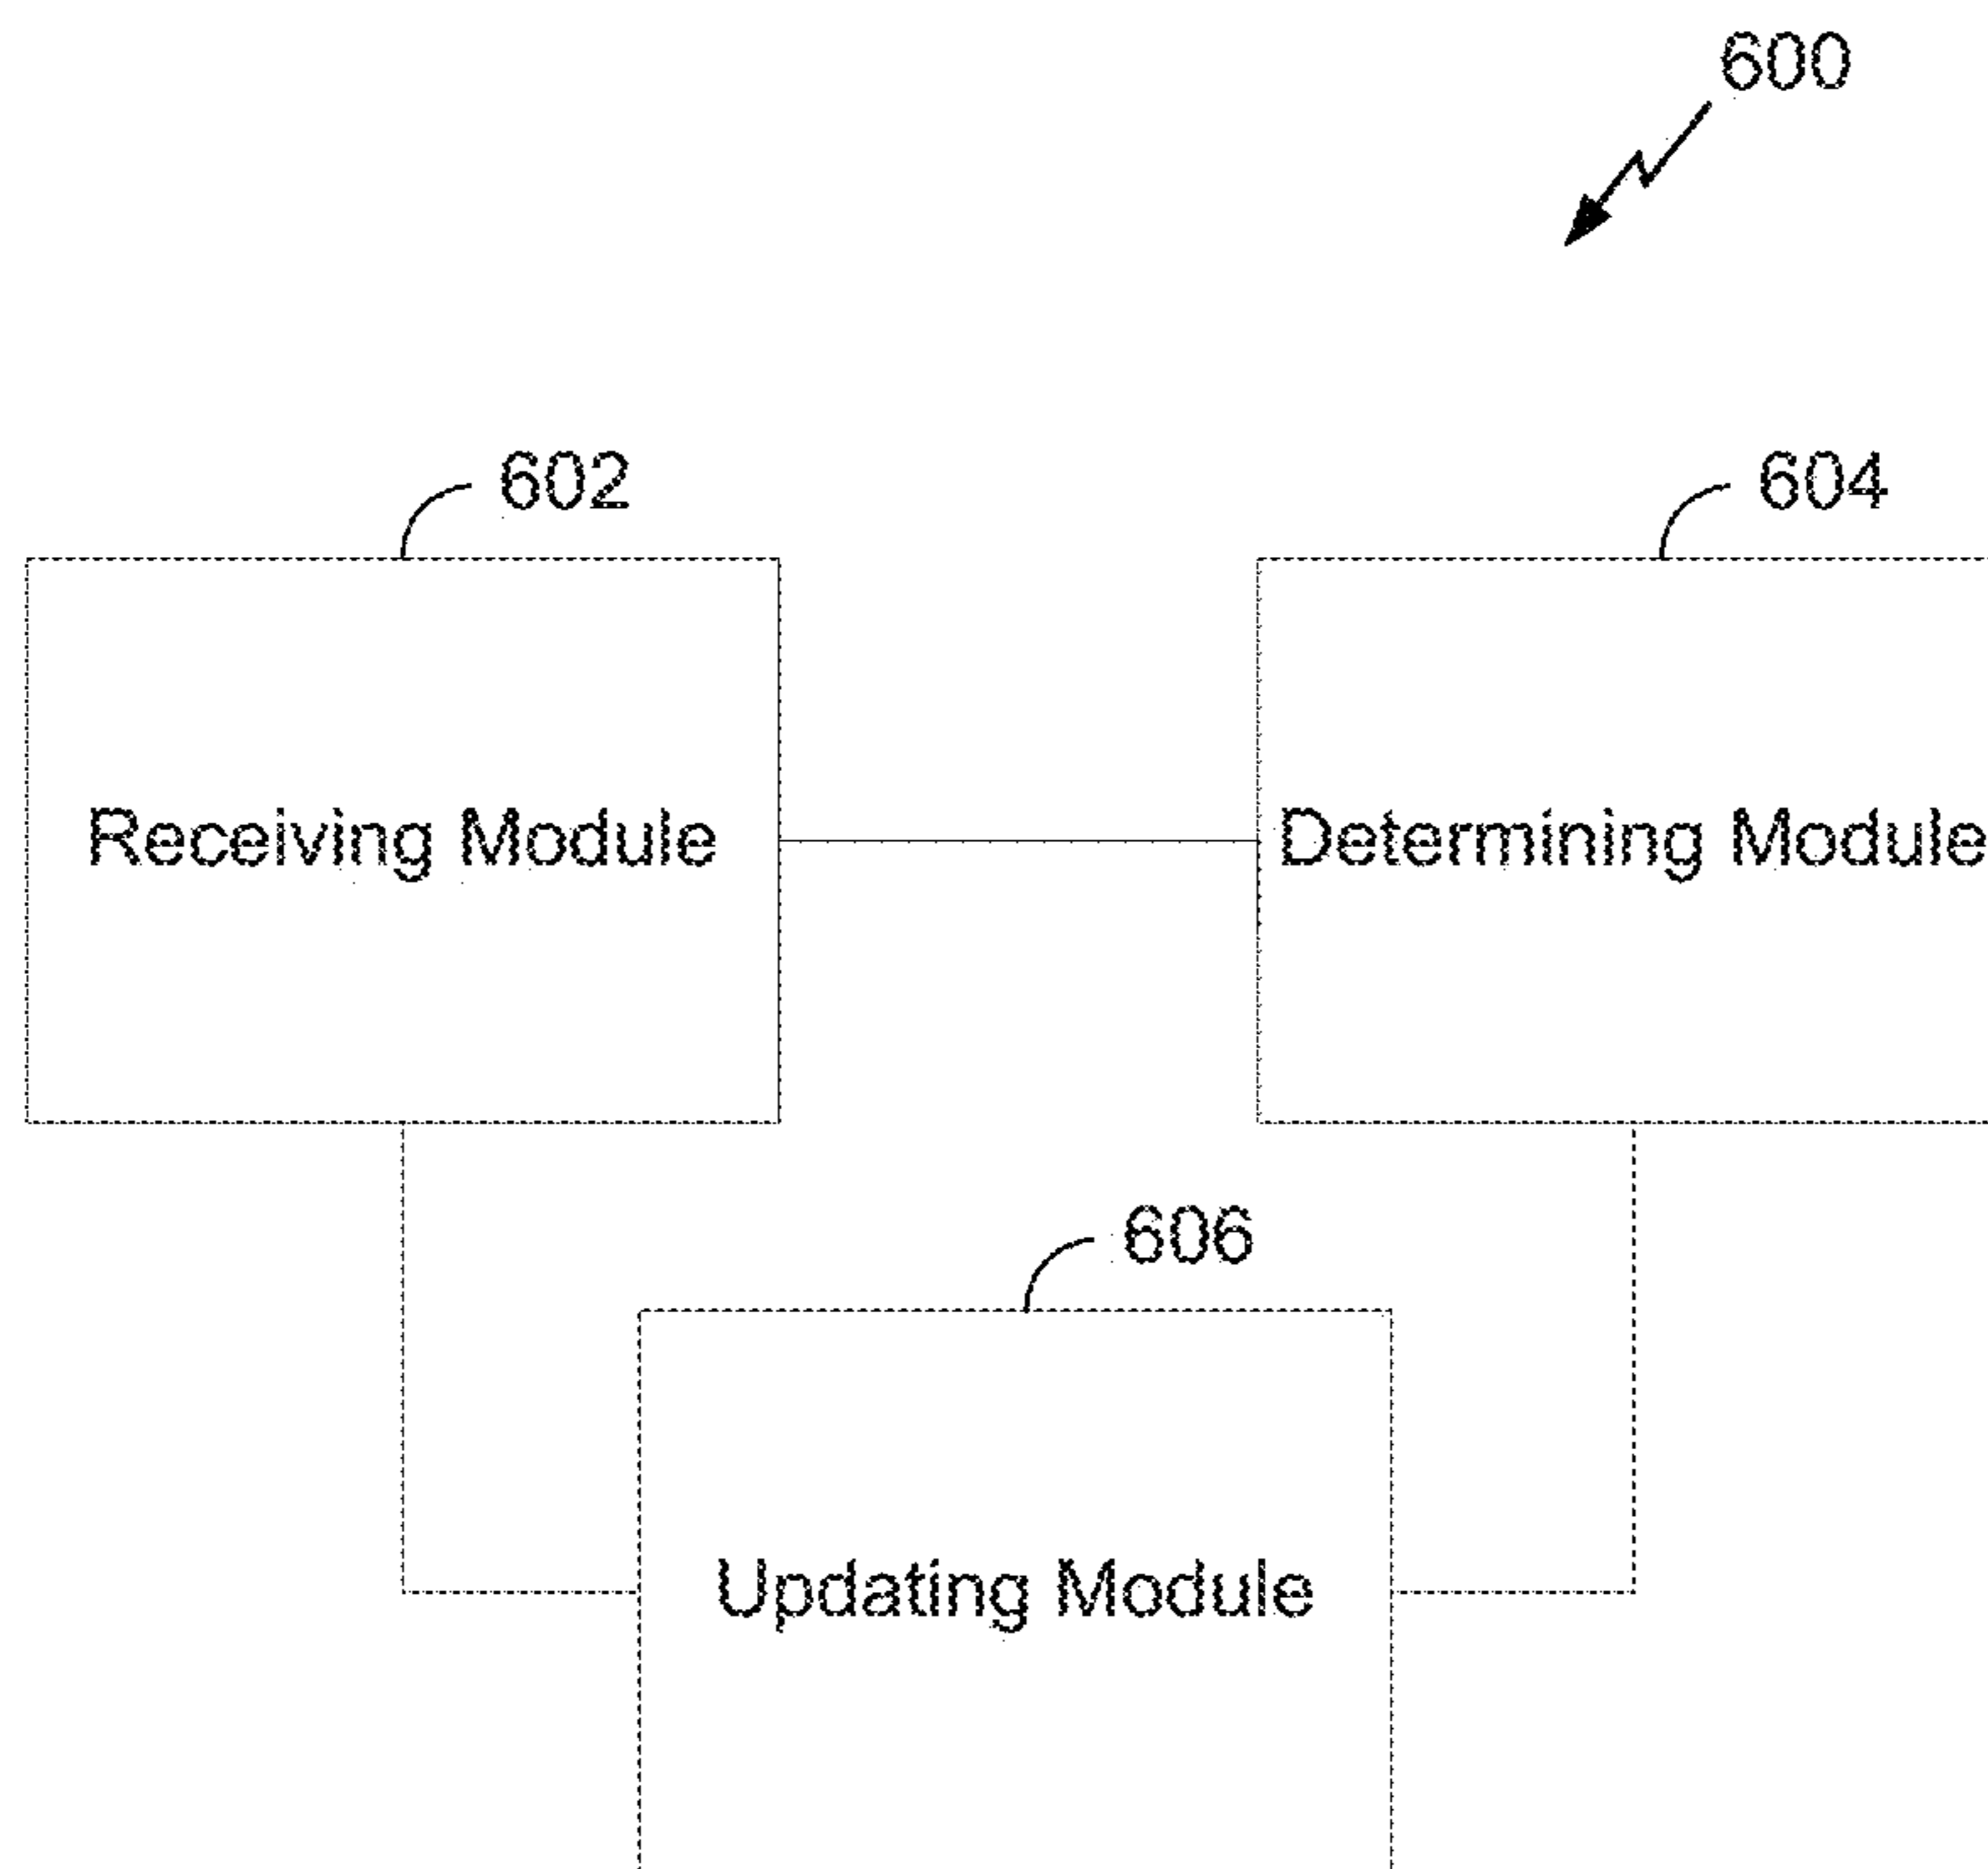 600
602
604
Receiving Module
Determining Module
606
Updating Module